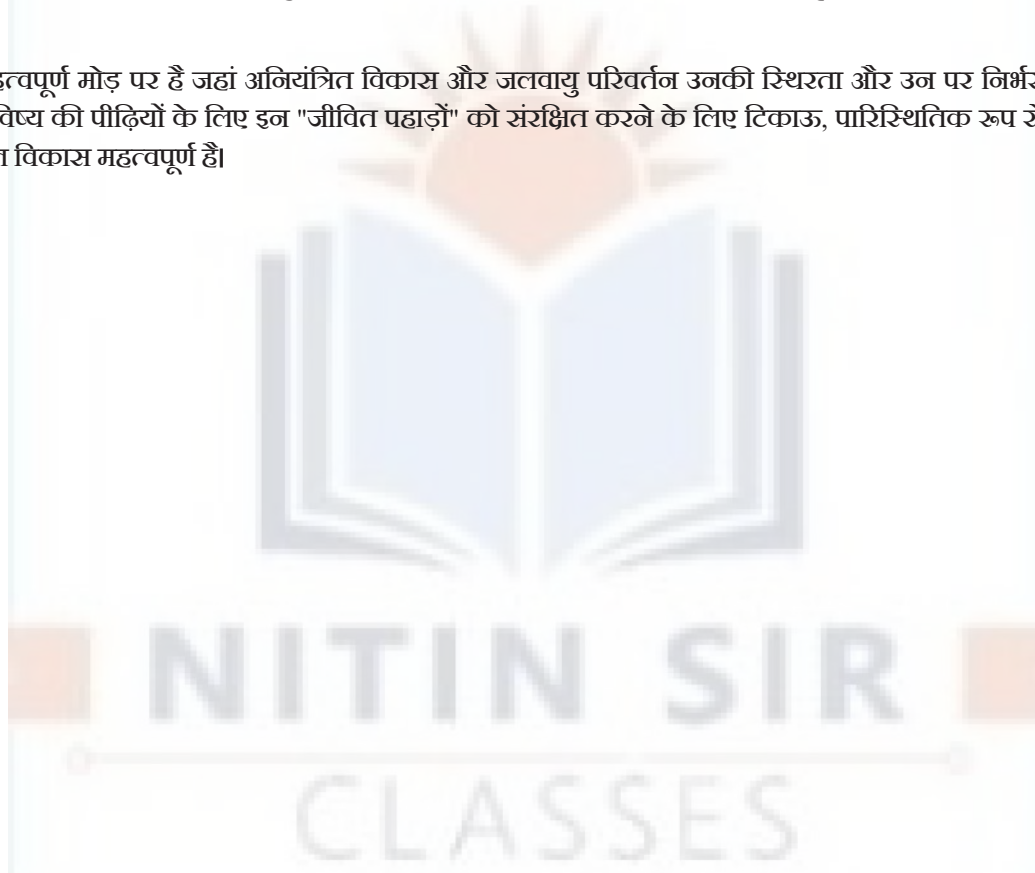 महत्वपूर्ण मोड़ पर है जहां अनियंत्रित विकास और जलवायु परिवर्तन उनकी स्थिरता और उन पर निर्भर
पीढ़ियों के लिए इन "जीवित पहाड़ों" को संरक्षित करने के लिए टिकाऊ, पारिस्थितिक रूप
विकास महत्वपूर्ण है।
NITIN SIR
CLASSES